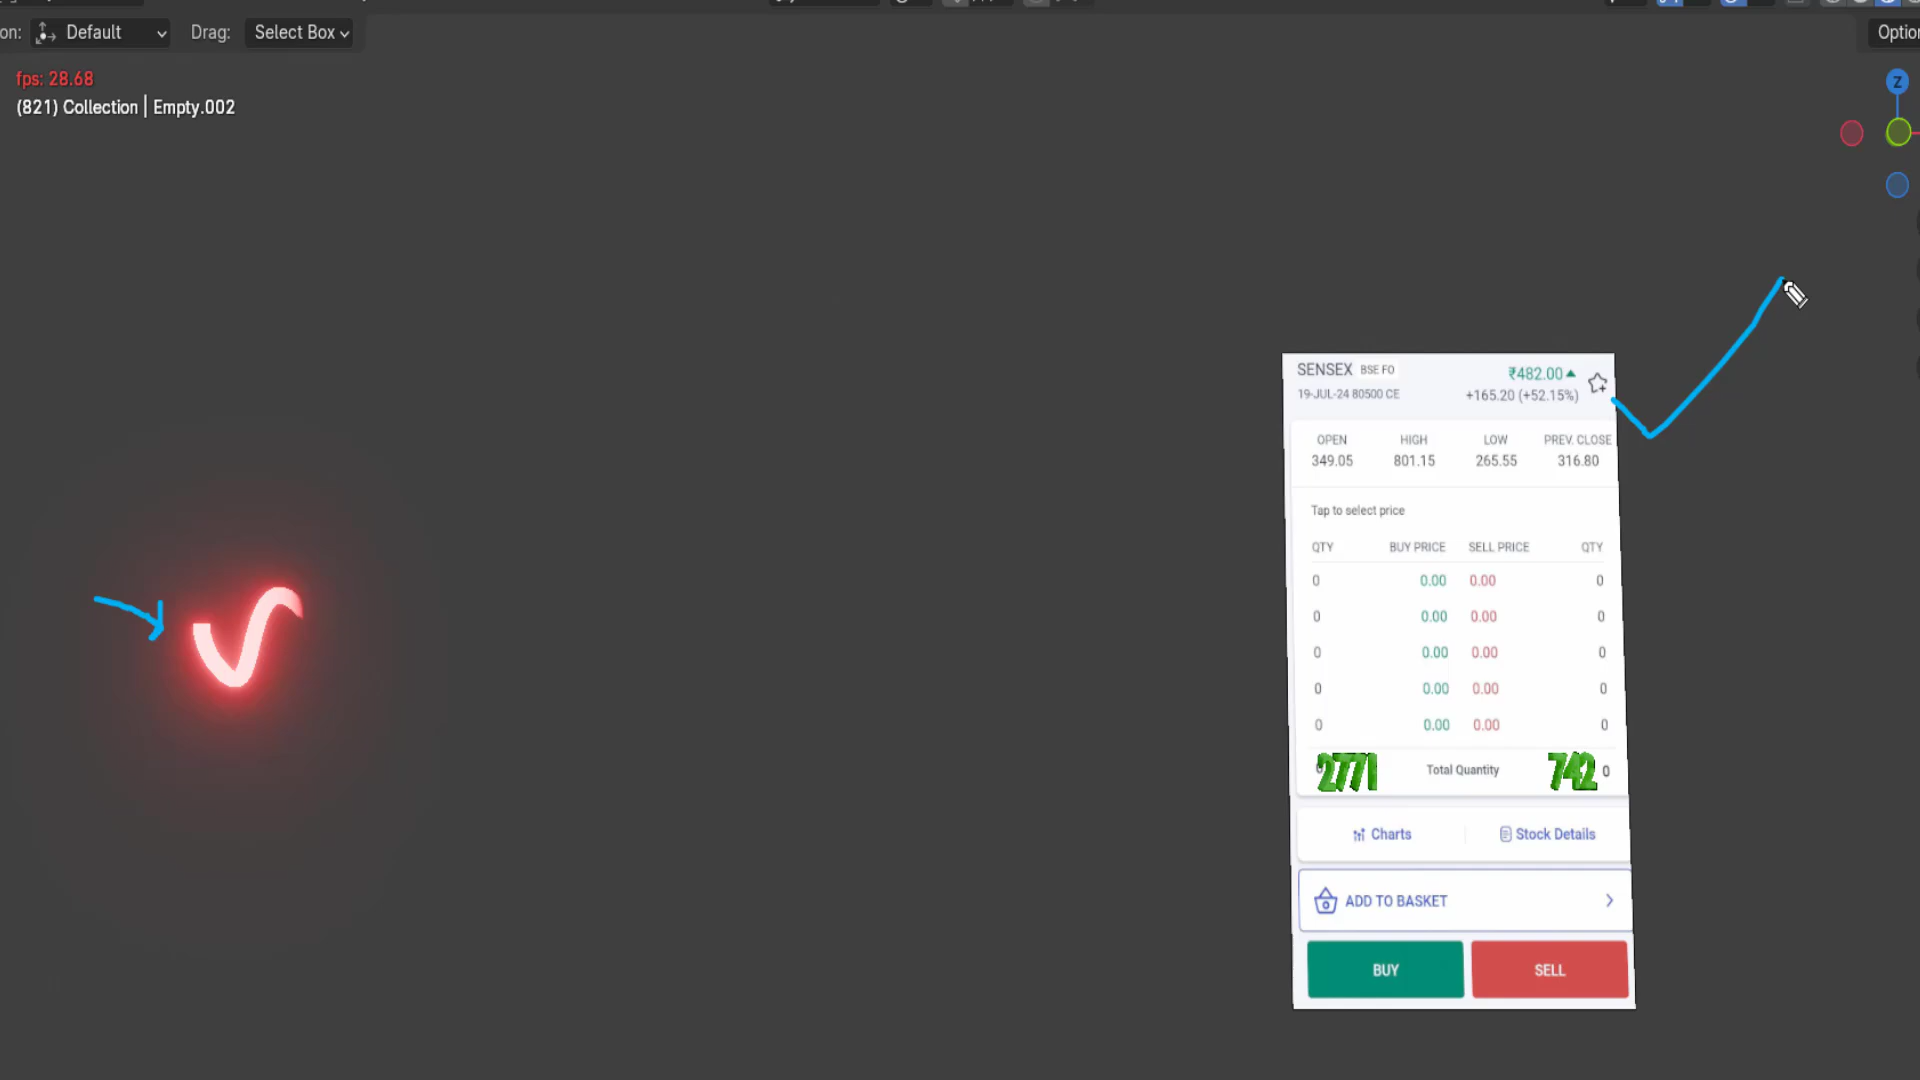 on: Default Drag: Select Box Option
fps: 28.68
(821) Collection | Empty.002
Z
SENSEX BSE FO ₹482.00
19-JUL-24 80500 CE +165.20 (+52.15%)
OPEN HIGH LOW PREV. CLOSE
349.05 801.15 265.55 316.80
Tap to select price
QTY BUY PRICE SELL PRICE QTY
0 0.00 0.00 0
0 0.00 0.00 0
0 0.00 0.00 0
0 0.00 0.00 0
0 0.00 0.00 0
2771 Total Quantity 742 0
Charts Stock Details
ADD TO BASKET
BUY SELL